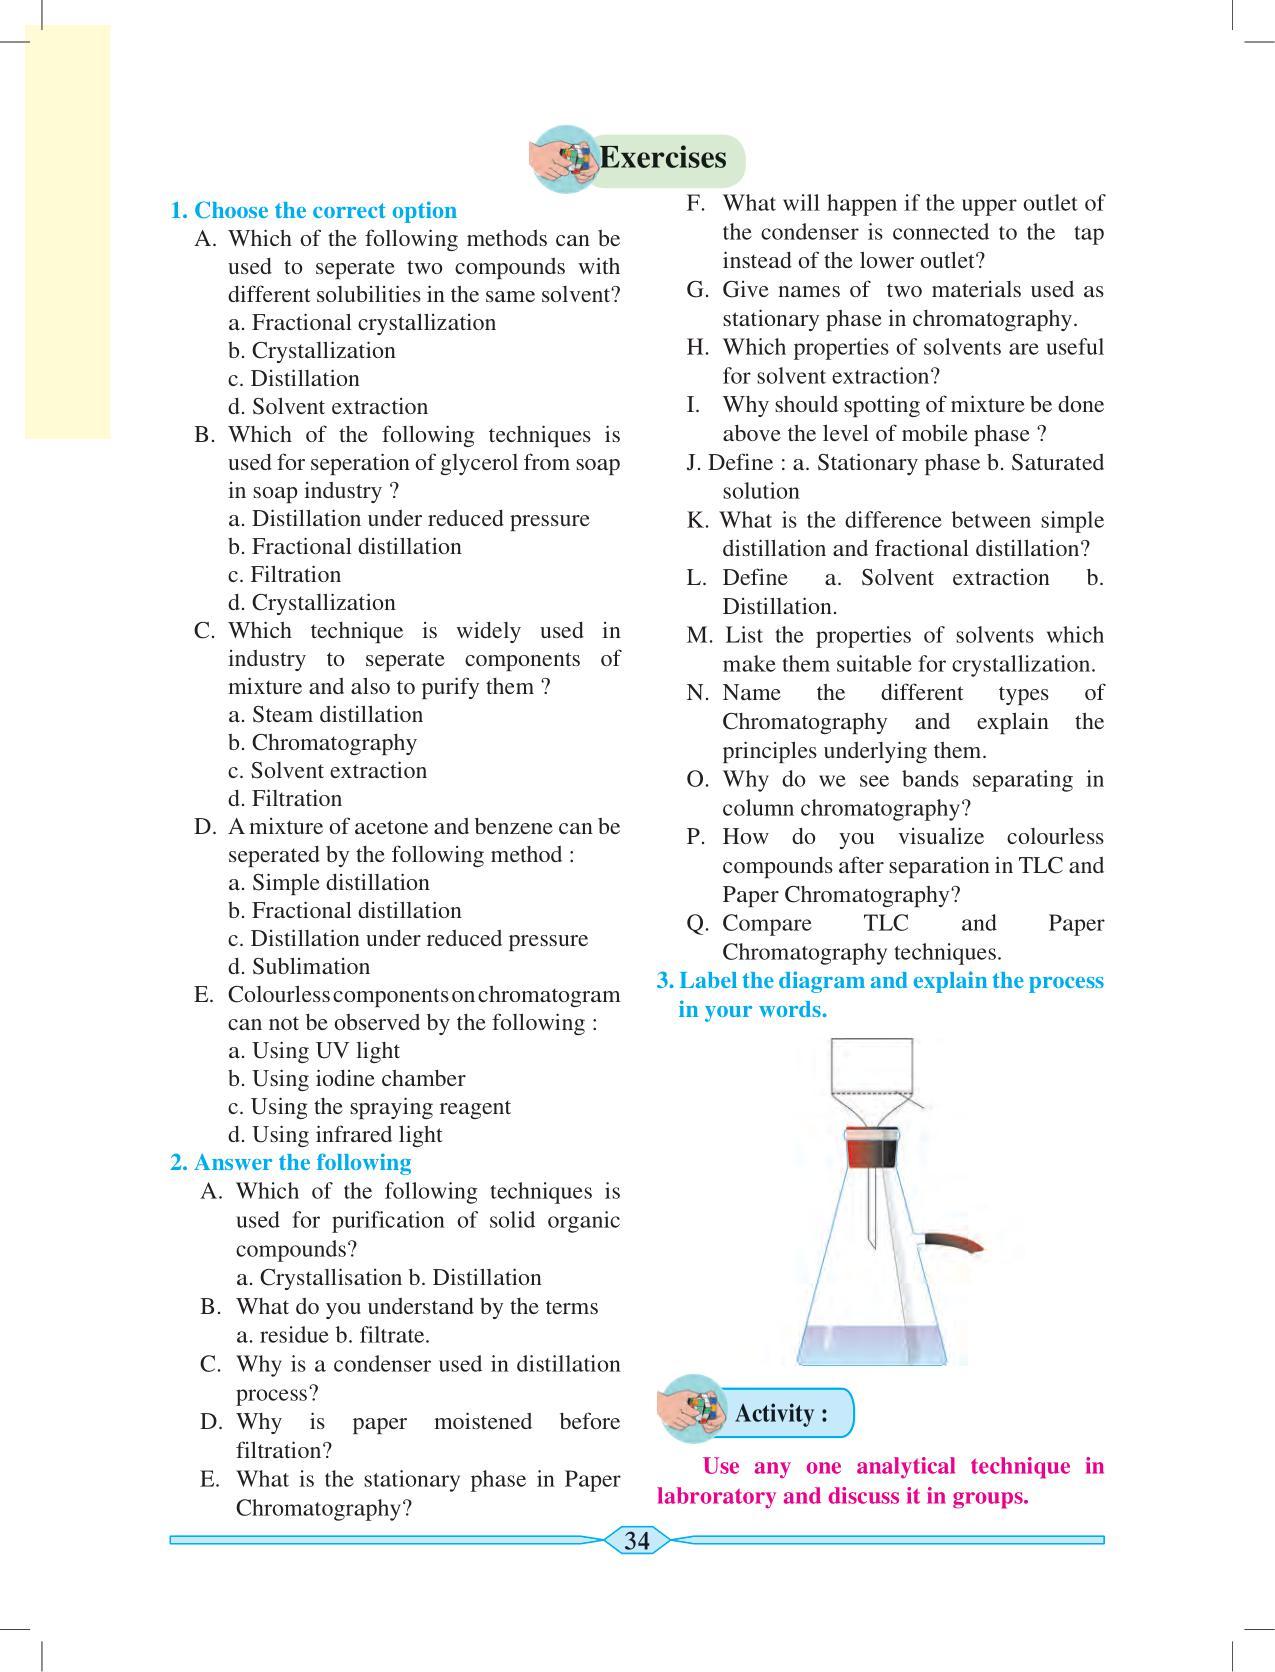 Exercises
1. Choose the correct option
A. Which of the following methods can be
used to seperate two compounds with
different solubilities in the same solvent?
a. Fractional crystallization
b. Crystallization
c. Distillation
d. Solvent extraction
B. Which of the following techniques is
used for seperation of glycerol from soap
in soap industry ?
a. Distillation under reduced pressure
b. Fractional distillation
c. Filtration
d. Crystallization
C. Which technique is widely used in
industry to seperate components of
mixture and also to purify them ?
a. Steam distillation
b. Chromatography
c. Solvent extraction
d. Filtration
D. A mixture of acetone and benzene can be
seperated by the following method :
a. Simple distillation
b. Fractional distillation
c. Distillation under reduced pressure
d. Sublimation
E. Colourless components on chromatogram
can not be observed by the following :
a. Using UV light
b. Using iodine chamber
c. Using the spraying reagent
d. Using infrared light
2. Answer the following
A. Which of the following techniques is
used for purification of solid organic
compounds?
a. Crystallisation b. Distillation
B. What do you understand by the terms
a. residue b. filtrate.
C. Why is a condenser used in distillation
process?
D. Why is paper moistened before
filtration?
E. What is the stationary phase in Paper
Chromatography?
F. What will happen if the upper outlet of
the condenser is connected to the tap
instead of the lower outlet?
G. Give names of two materials used as
stationary phase in chromatography.
H. Which properties of solvents are useful
for solvent extraction?
I. Why should spotting of mixture be done
above the level of mobile phase ?
J. Define : a. Stationary phase b. Saturated
solution
K. What is the difference between simple
distillation and fractional distillation?
L. Define a. Solvent extraction b.
Distillation.
M. List the properties of solvents which
make them suitable for crystallization.
N. Name the different types of
Chromatography and explain the
principles underlying them.
O. Why do we see bands separating in
column chromatography?
P. How do you visualize colourless
compounds after separation in TLC and
Paper Chromatography?
Q. Compare TLC and Paper
Chromatography techniques.
3. Label the diagram and explain the process
in your words.
Activity :
Use any one analytical technique in
labroratory and discuss it in groups.
34